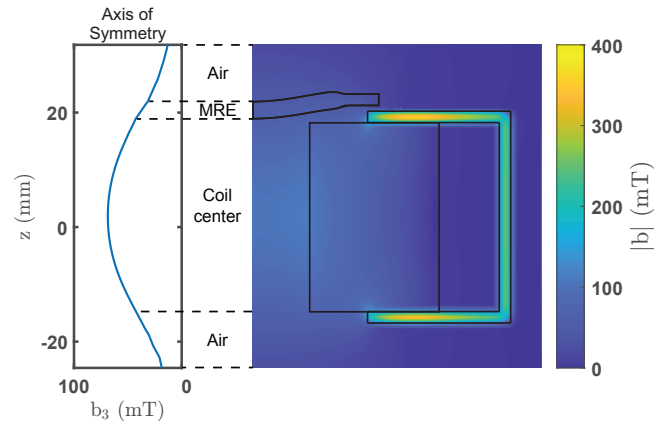 Axis of
Symmetry
Air
MRE
Coil
center
Air
20
0
-20
z (mm)
100
0
b₃ (mT)
400
300
200
100
0
|b| (mT)